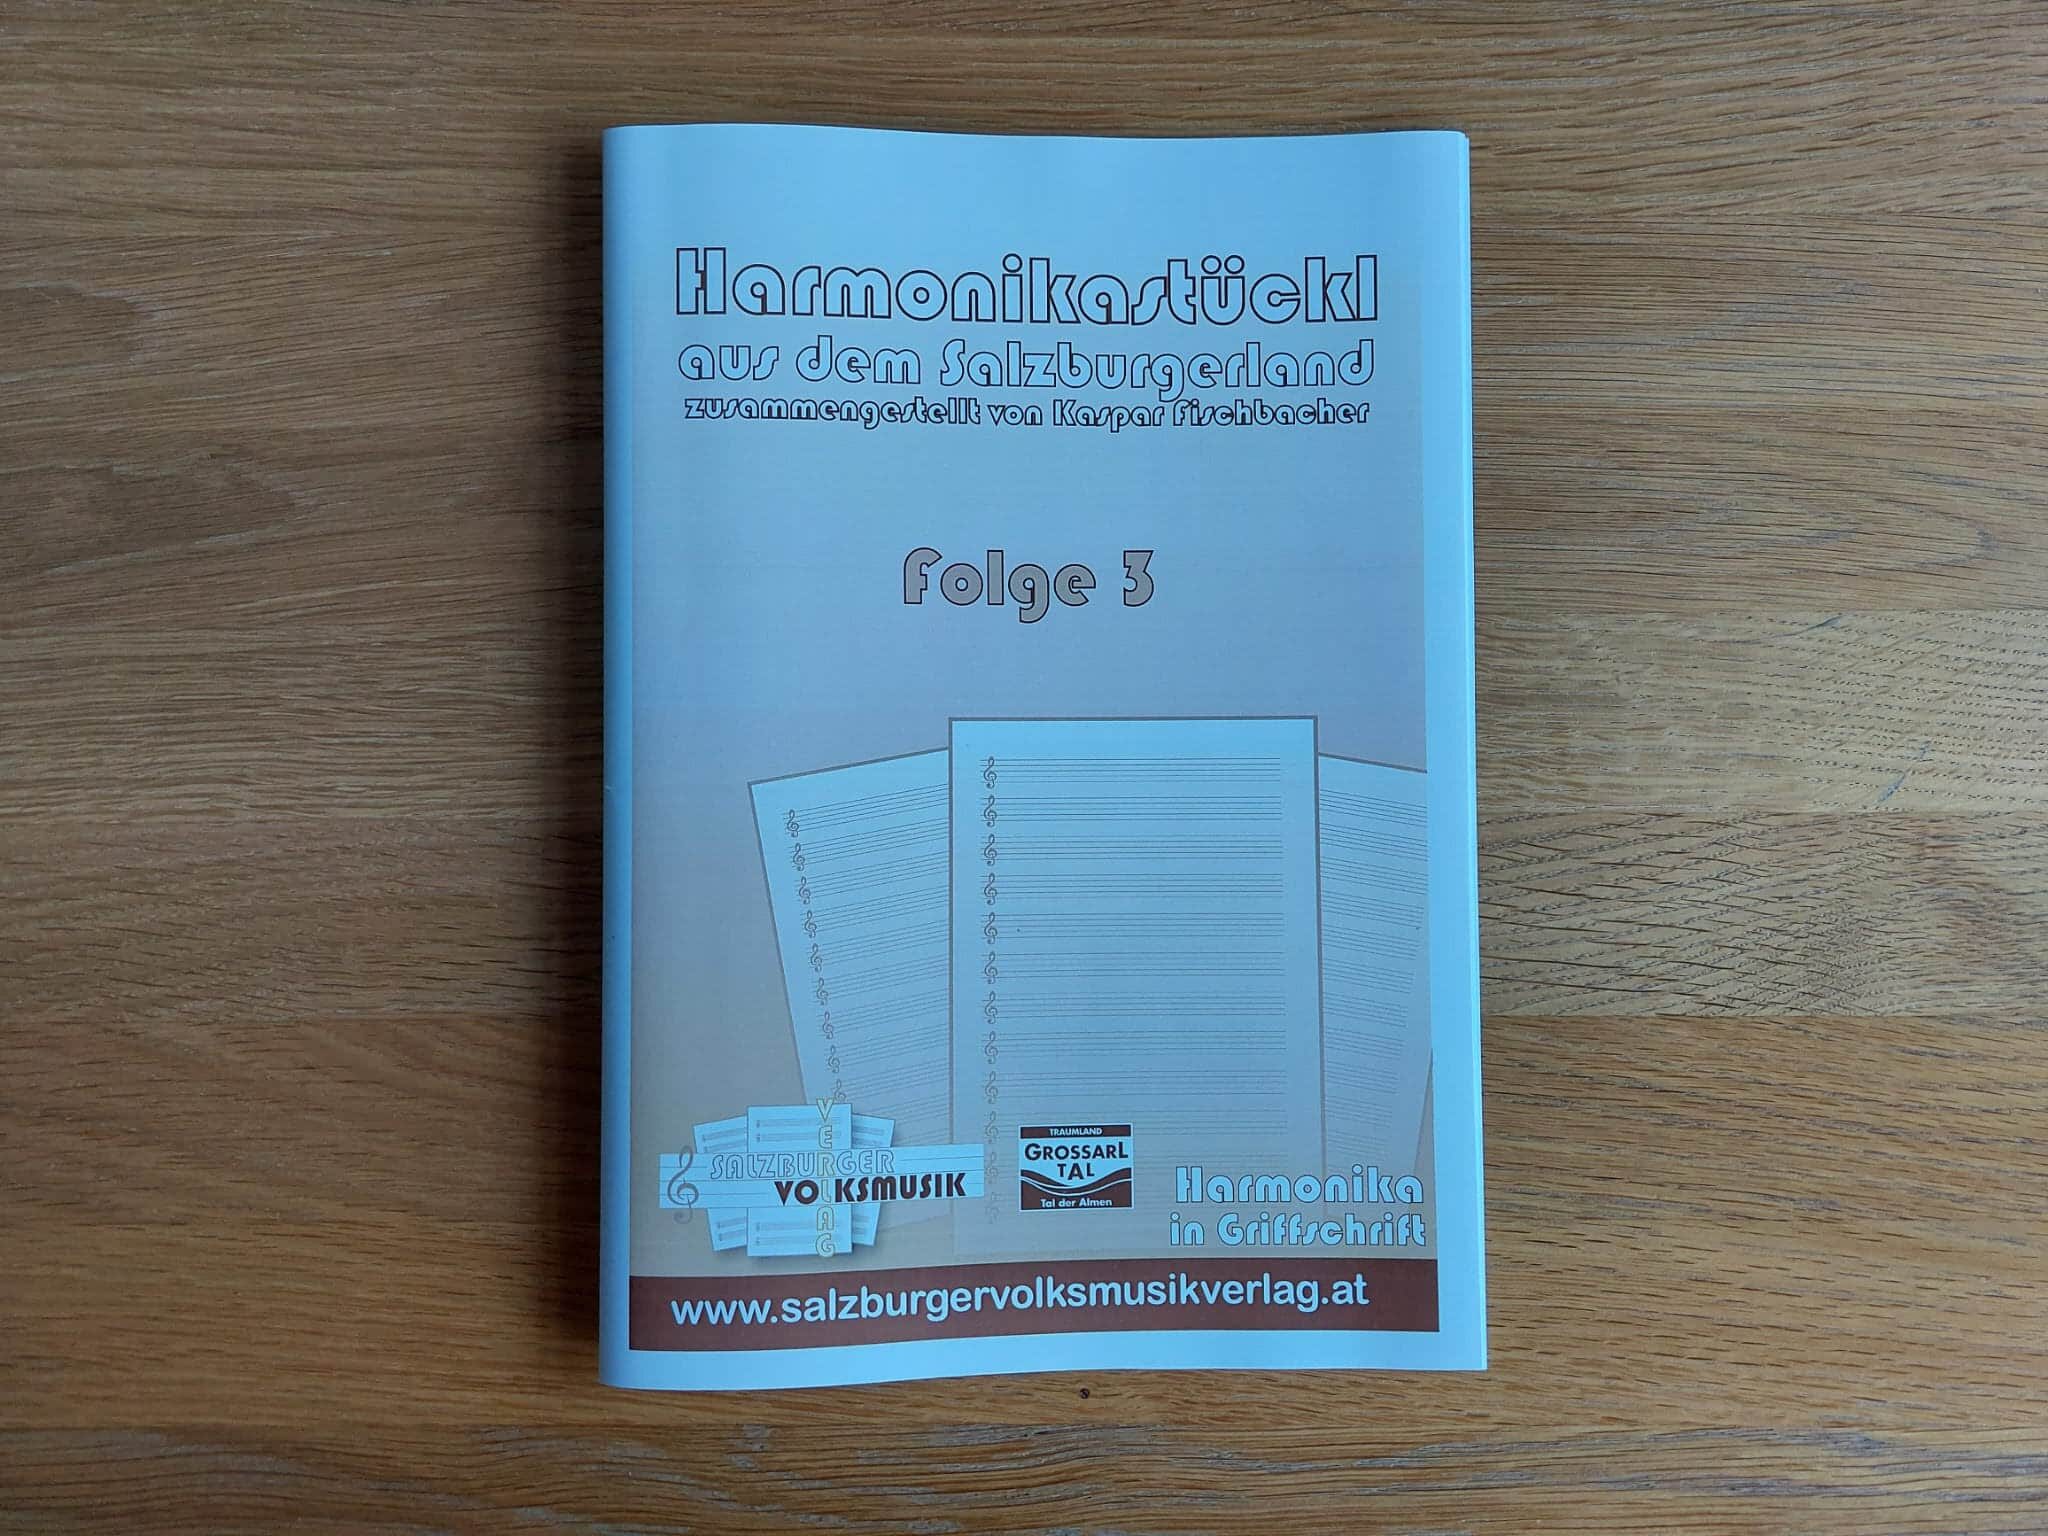 Harmonikastückl
aus dem Salzburgerland
zusammengestellt von Kaspar Fischbacher
Folge 3
SALZBURGER
VOLKSMUSIK
VERLAG
TRAUMLAND
GROSSARL
TAL
Tal der Almen
Harmonika
in Griffschrift
www.salzburgervolksmusikverlag.at